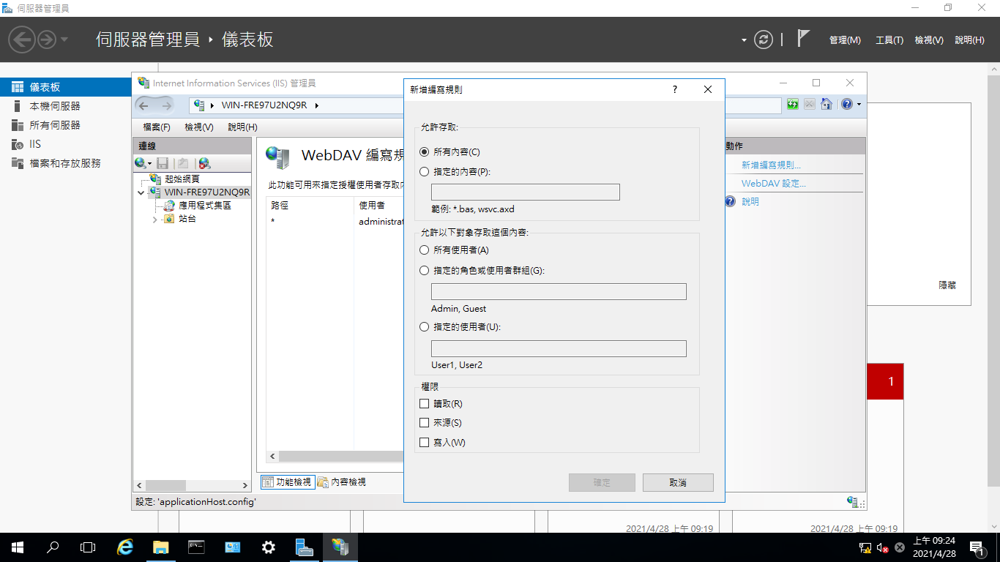 伺服器管理員
伺服器管理員 ‣ 儀表板
管理(M) 工具(T) 檢視(V) 說明(H)
儀表板
本機伺服器
所有伺服器
IIS
檔案和存放服務
Internet Information Services (IIS) 管理員
WIN-FRE97U2NQ9R
檔案(F) 檢視(V) 說明(H)
連線
起始網頁
WIN-FRE97U2NQ9R
應用程式集區
站台
WebDAV 編寫規
此功能可用來指定授權使用者存取內
路徑 使用者
* administrat
功能檢視 內容檢視
設定: 'applicationHost.config'
新增編寫規則
?
允許存取:
所有內容(C)
指定的內容(P):
範例: *.bas, wsvc.axd
允許以下對象存取這個內容:
所有使用者(A)
指定的角色或使用者群組(G):
Admin, Guest
指定的使用者(U):
User1, User2
權限
讀取(R)
來源(S)
寫入(W)
確定 取消
動作
新增編寫規則...
WebDAV 設定...
說明
隱藏
1
2021/4/28 上午 09:19
2021/4/28 上午 09:19
上午 09:24
2021/4/28
1